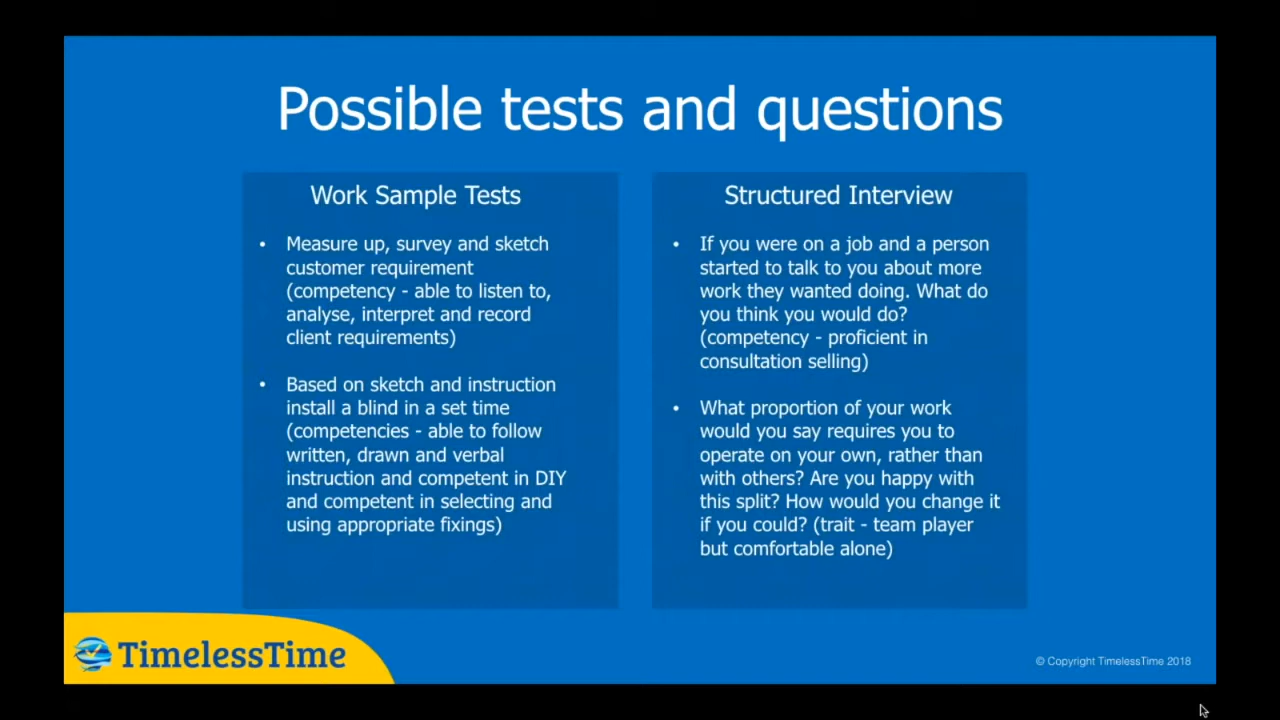 Possible tests and questions
Work Sample Tests
• Measure up, survey and sketch
customer requirement
(competency - able to listen to,
analyse, interpret and record
client requirements)
• Based on sketch and instruction
install a blind in a set time
(competencies - able to follow
written, drawn and verbal
instruction and competent in DIY
and competent in selecting and
using appropriate fixings)
Structured Interview
• If you were on a job and a person
started to talk to you about more
work they wanted doing. What do
you think you would do?
(competency - proficient in
consultation selling)
• What proportion of your work
would you say requires you to
operate on your own, rather than
with others? Are you happy with
this split? How would you change it
if you could? (trait - team player
but comfortable alone)
TimelessTime
© Copyright TimelessTime 2018